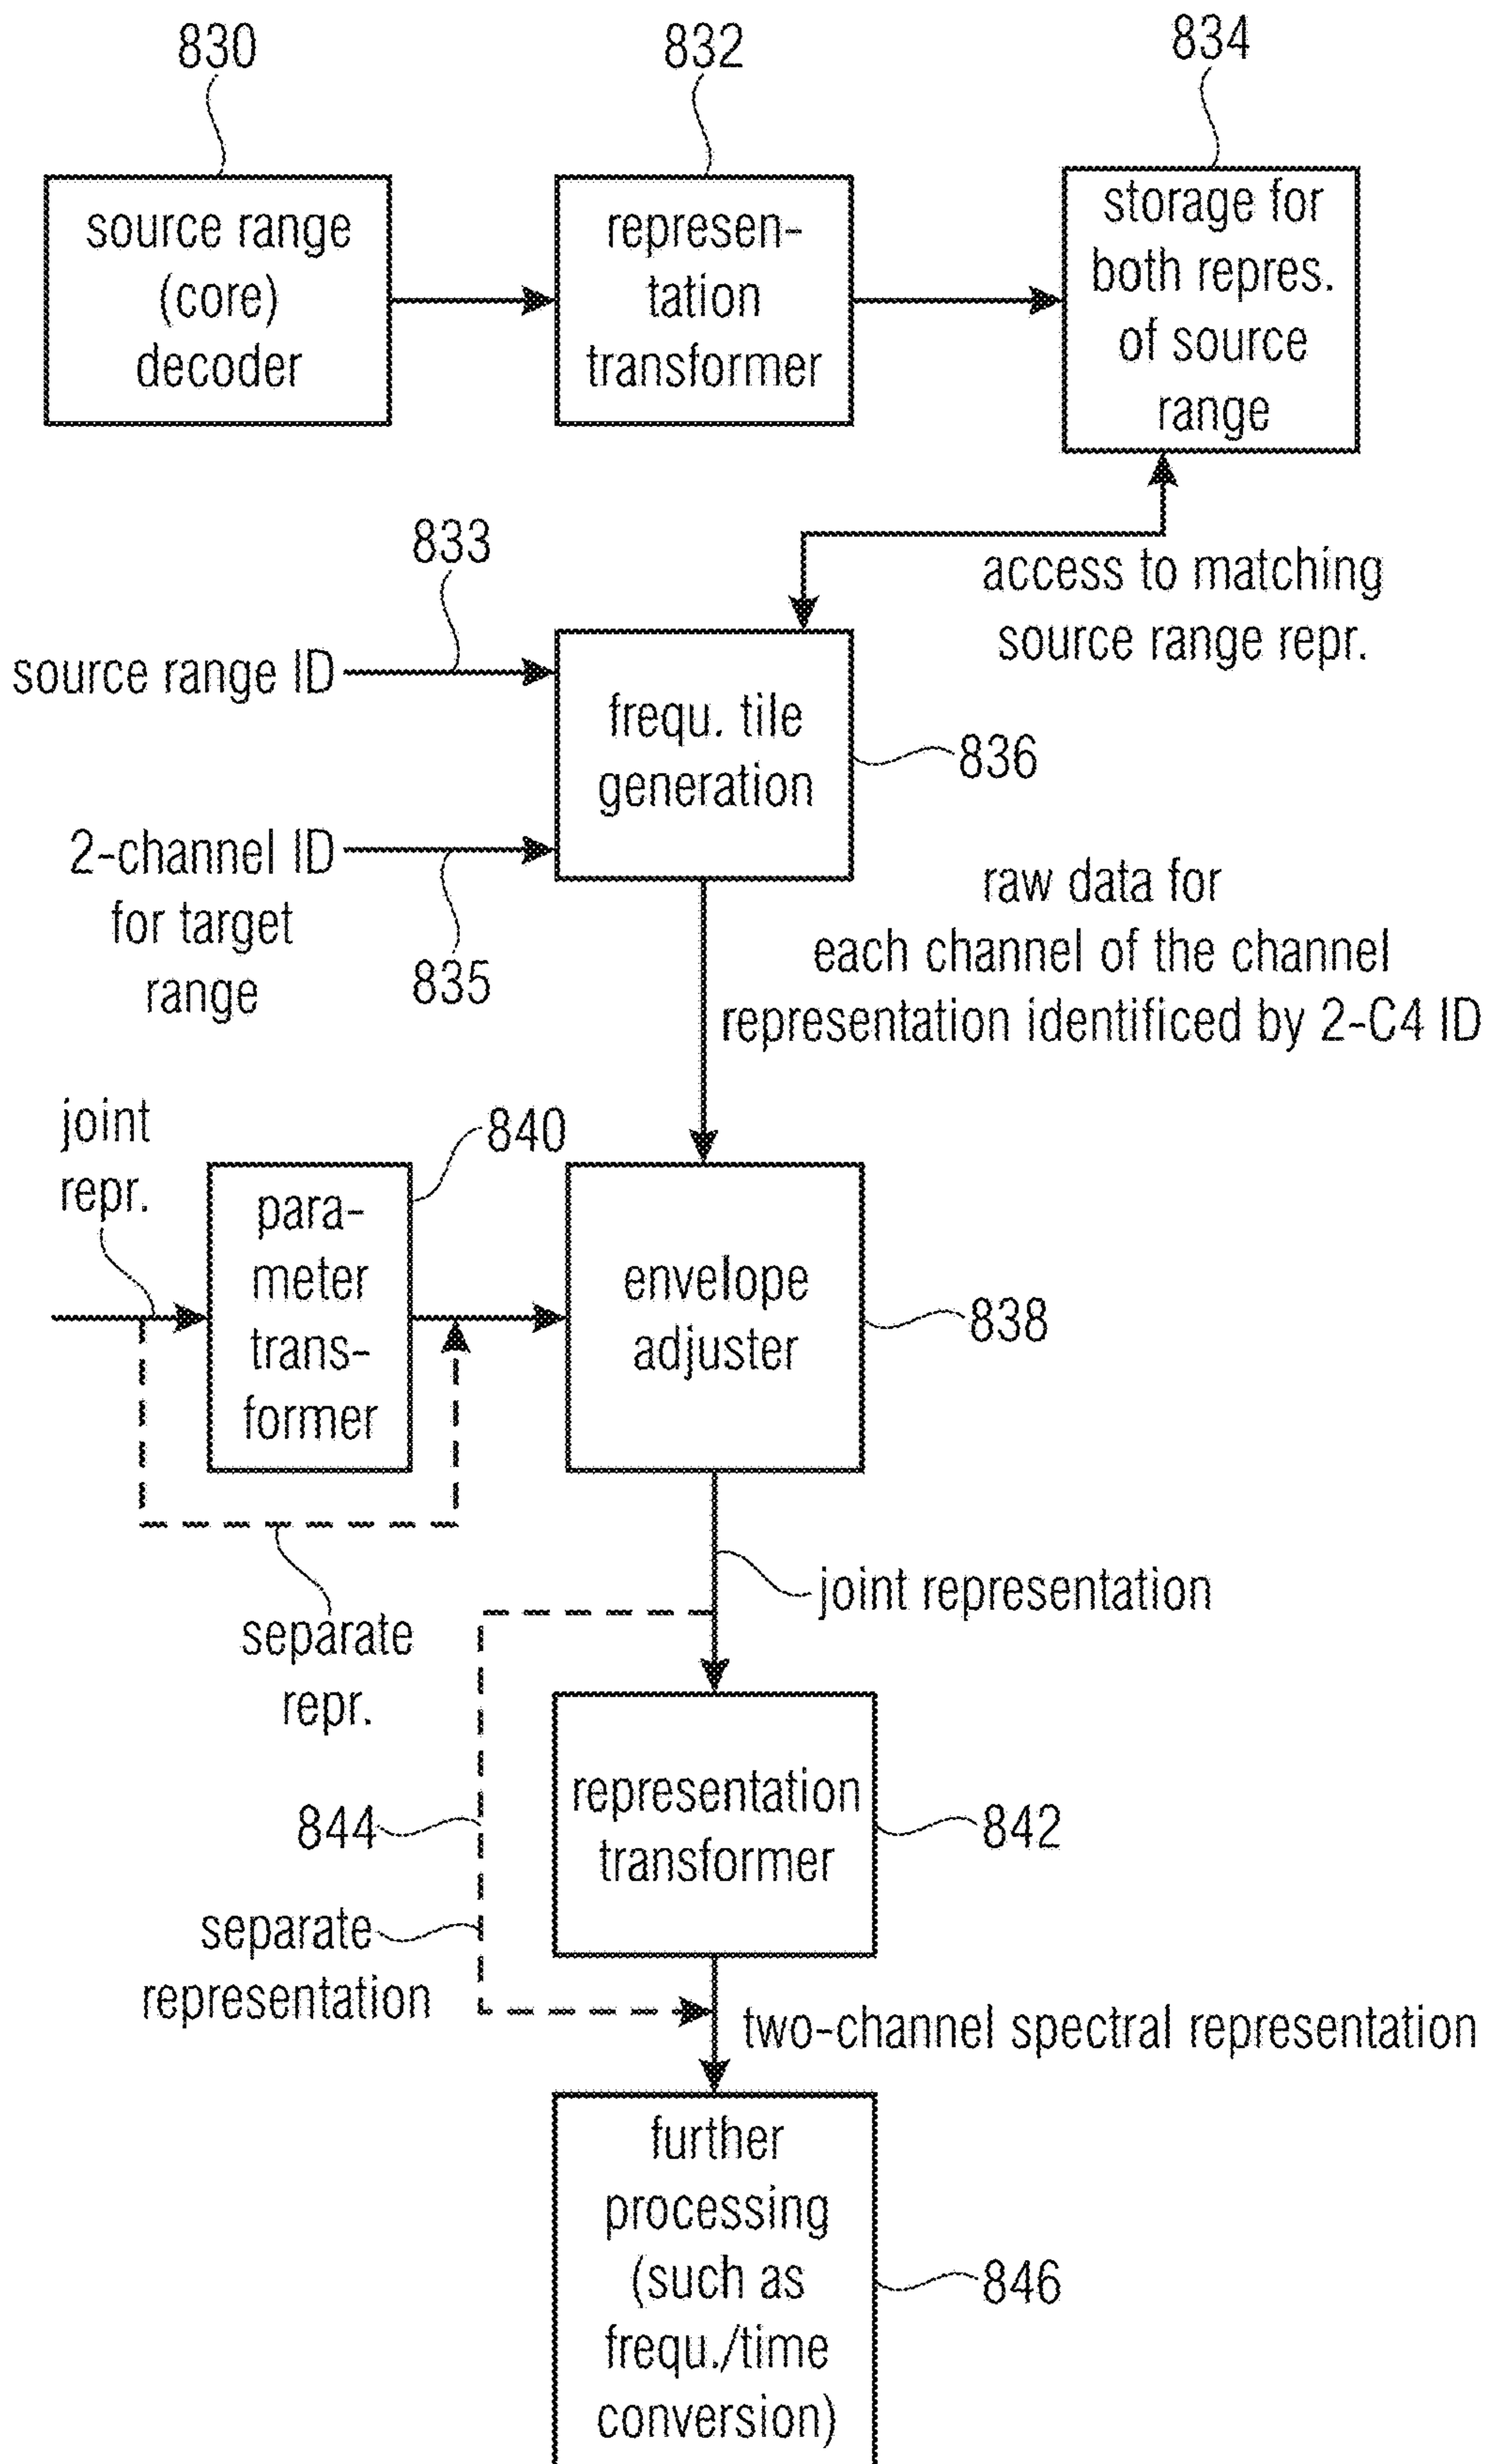 830
832
834
source range
(core)
decoder
represen-
tation
transformer
storage for
both repres.
of source
range
833
access to matching
source range repr.
source range ID
frequ. tile
generation
836
2-channel ID
for target
range
835
raw data for
each channel of the channel
representation identificed by 2-C4 ID
joint
repr.
840
para-
meter
trans-
former
envelope
adjuster
838
separate
repr.
joint representation
representation
transformer
842
844
separate
representation
two-channel spectral representation
further
processing
(such as
frequ./time
conversion)
846